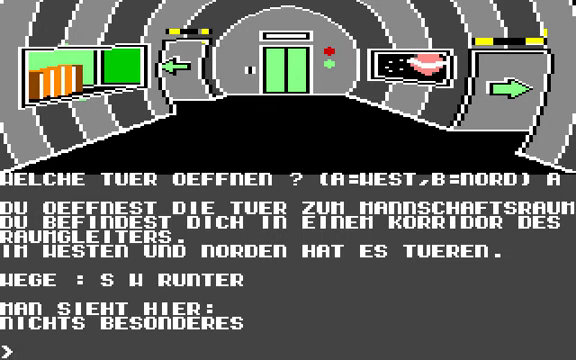 WELCHE TUER OEFFNEN ? (A=WEST,B=NORD) A
DU OEFFNEST DIE TUER ZUM MANNSCHAFTSRAUM
DU BEFINDEST DICH IN EINEM KORRIDOR DES
RAUMGLEITERS.
IM WESTEN UND NORDEN HAT ES TUEREN.
WEGE : S W RUNTER
MAN SIEHT HIER:
NICHTS BESONDERES
>